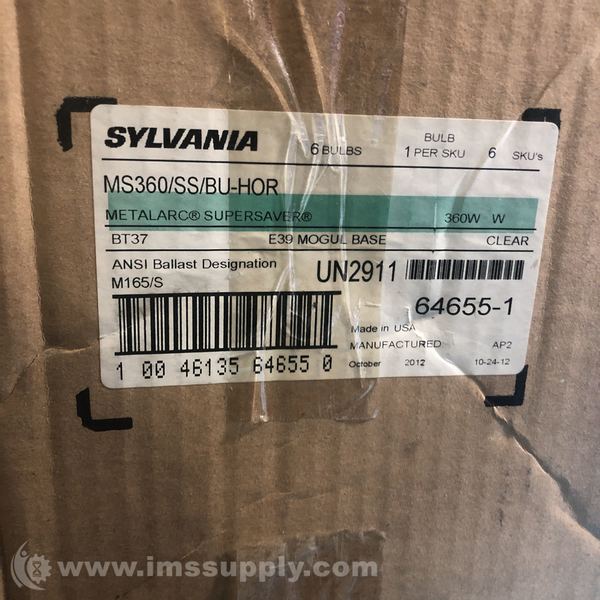 SYLVANIA 6 BULBS BULB 1 PER SKU 6 SKU's
MS360/SS/BU-HOR
METALARC® SUPERSAVER® 360W W
BT37 E39 MOGUL BASE CLEAR
ANSI Ballast Designation
M165/S
UN2911
64655-1
Made in USA
MANUFACTURED: AP2
October 2012 10-24-12
1 00 46135 64655 0
www.imssupply.com